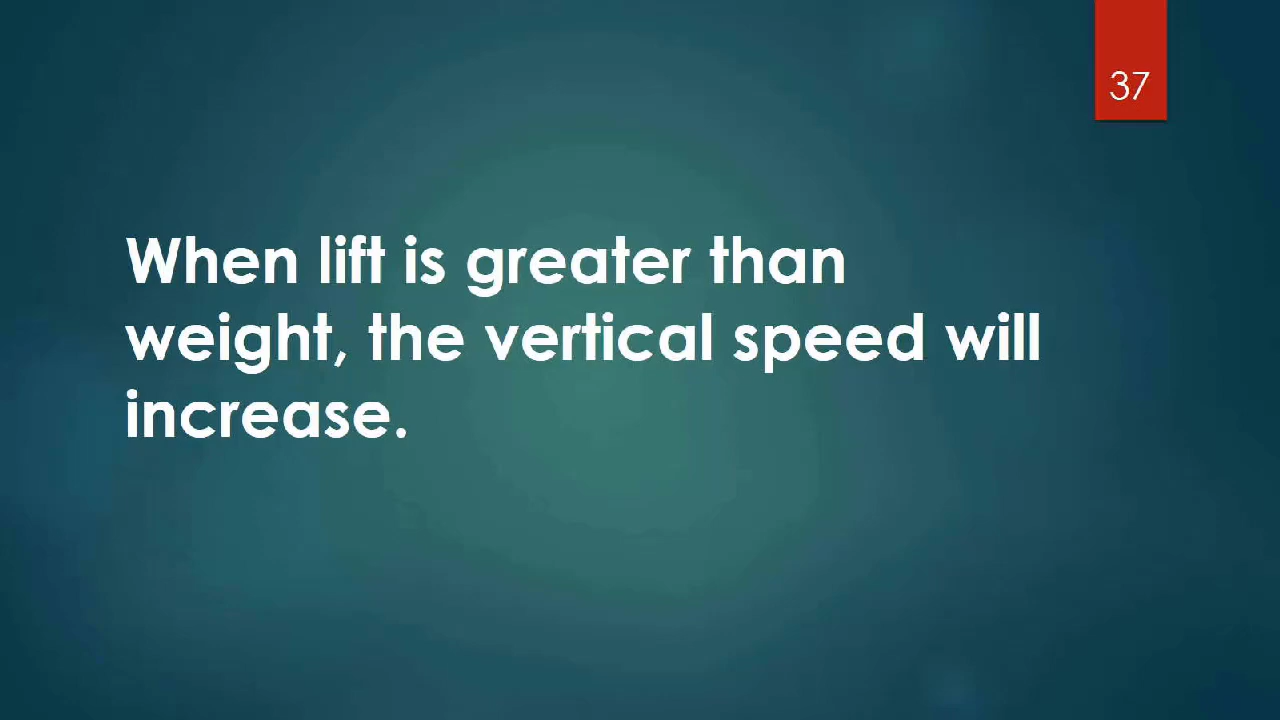 37
When lift is greater than
weight, the vertical speed will
increase.